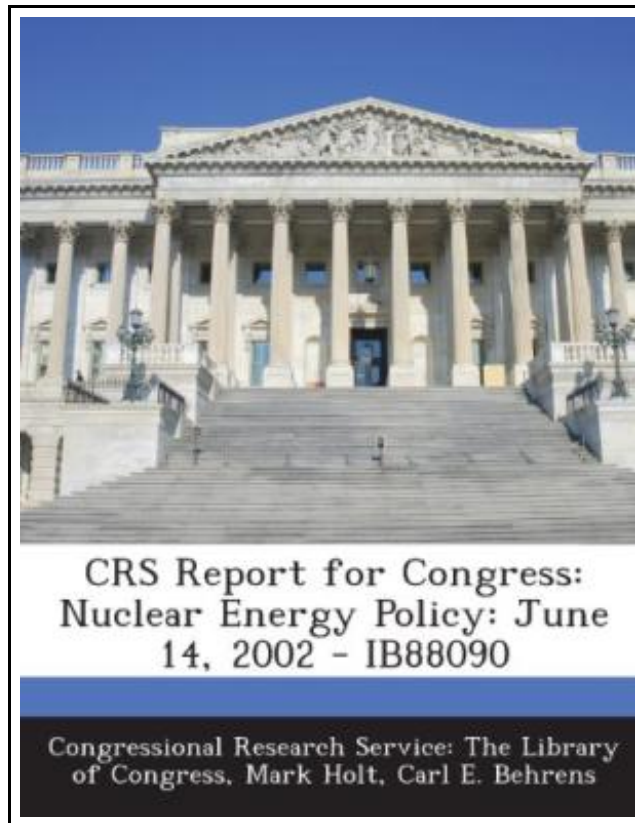 CRS Report for Congress:
Nuclear Energy Policy: June
14, 2002 - IB88090
Congressional Research Service: The Library
of Congress, Mark Holt, Carl E. Behrens